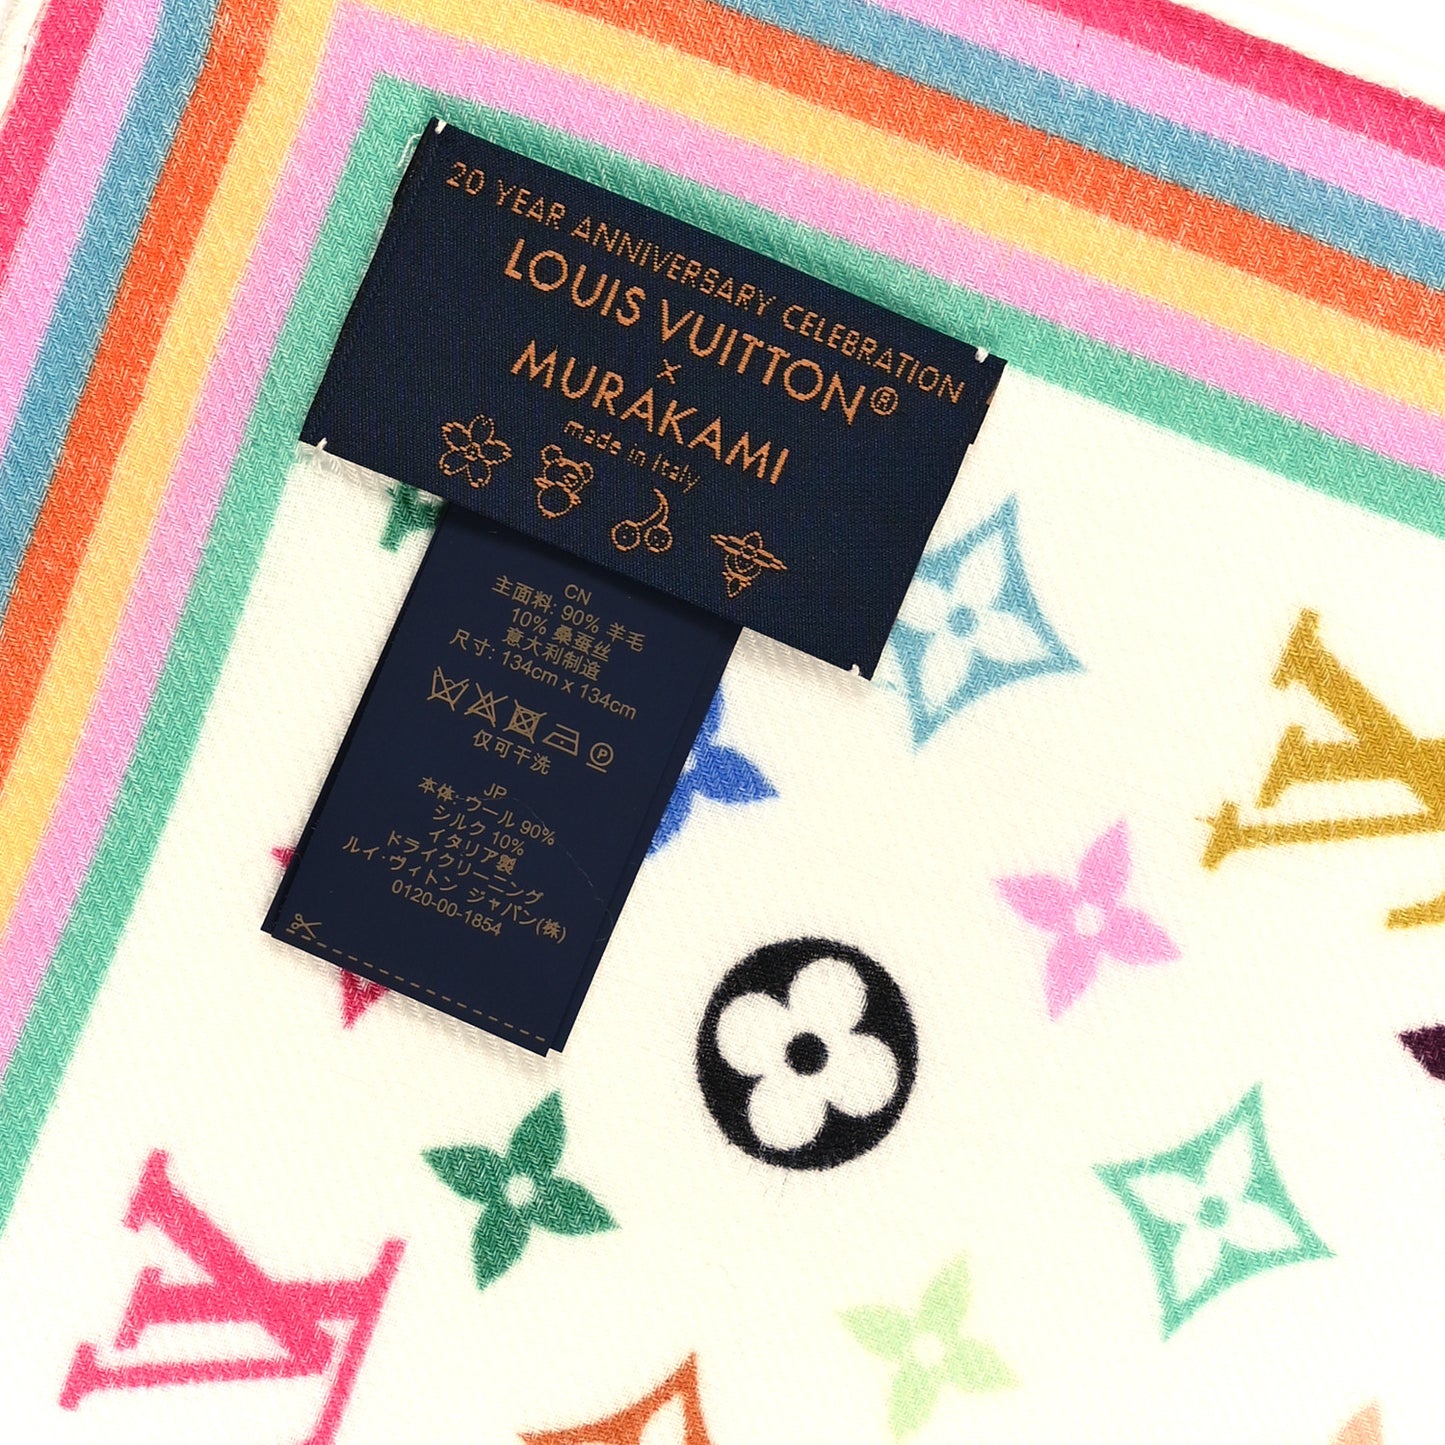 20 YEAR ANNIVERSARY CELEBRATION
LOUIS VUITTON®
×
MURAKAMI
made in Italy
CN
主面料: 90% 羊毛
10% 桑蚕丝
意大利制造
尺寸: 134cm x 134cm
P
仅可干洗
JP
本体: ウール 90%
シルク 10%
イタリア製
ドライクリーニング
ルイ·ヴィトン ジャパン(株)
0120-00-1854